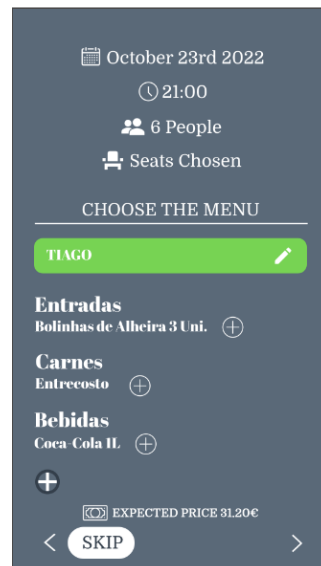 October 23rd 2022
21:00
6 People
Seats Chosen
CHOOSE THE MENU
TIAGO
Entradas
Bolinhas de Alheira 3 Uni.
Carnes
Entrecosto
Bebidas
Coca-Cola 1L
EXPECTED PRICE 31.20€
SKIP